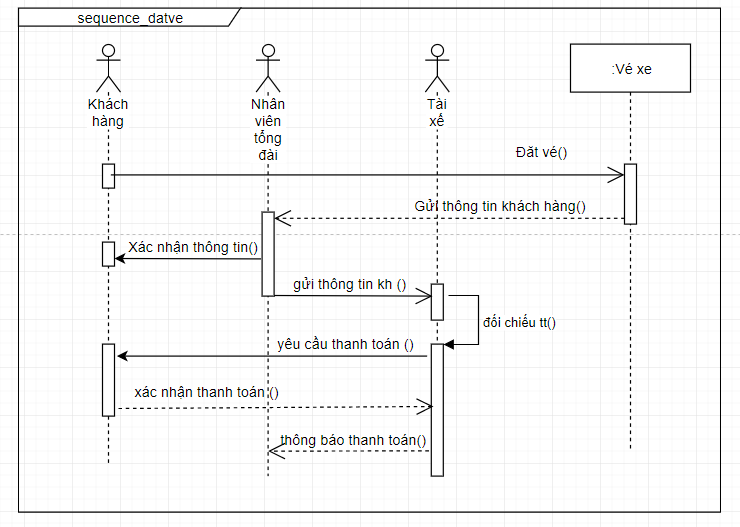 sequence_datve
Khách
hàng
Nhân
viên
tổng
đài
Tài
xế
:Vé xe
Đăt vé()
Gửi thông tin khách hàng()
Xác nhận thông tin()
gửi thông tin kh ()
đối chiếu tt()
yêu cầu thanh toán ()
xác nhận thanh toán ()
thông báo thanh toán()